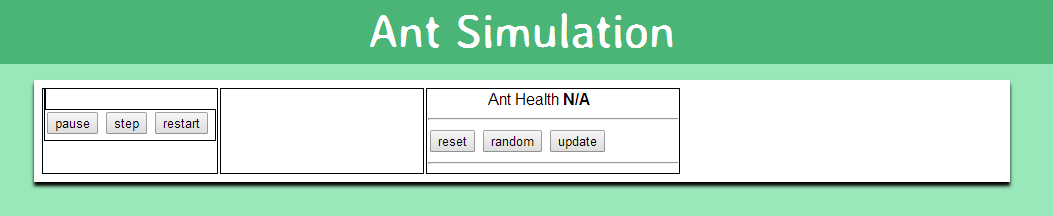 Ant Simulation
Ant Health N/A
pause step restart
reset random update